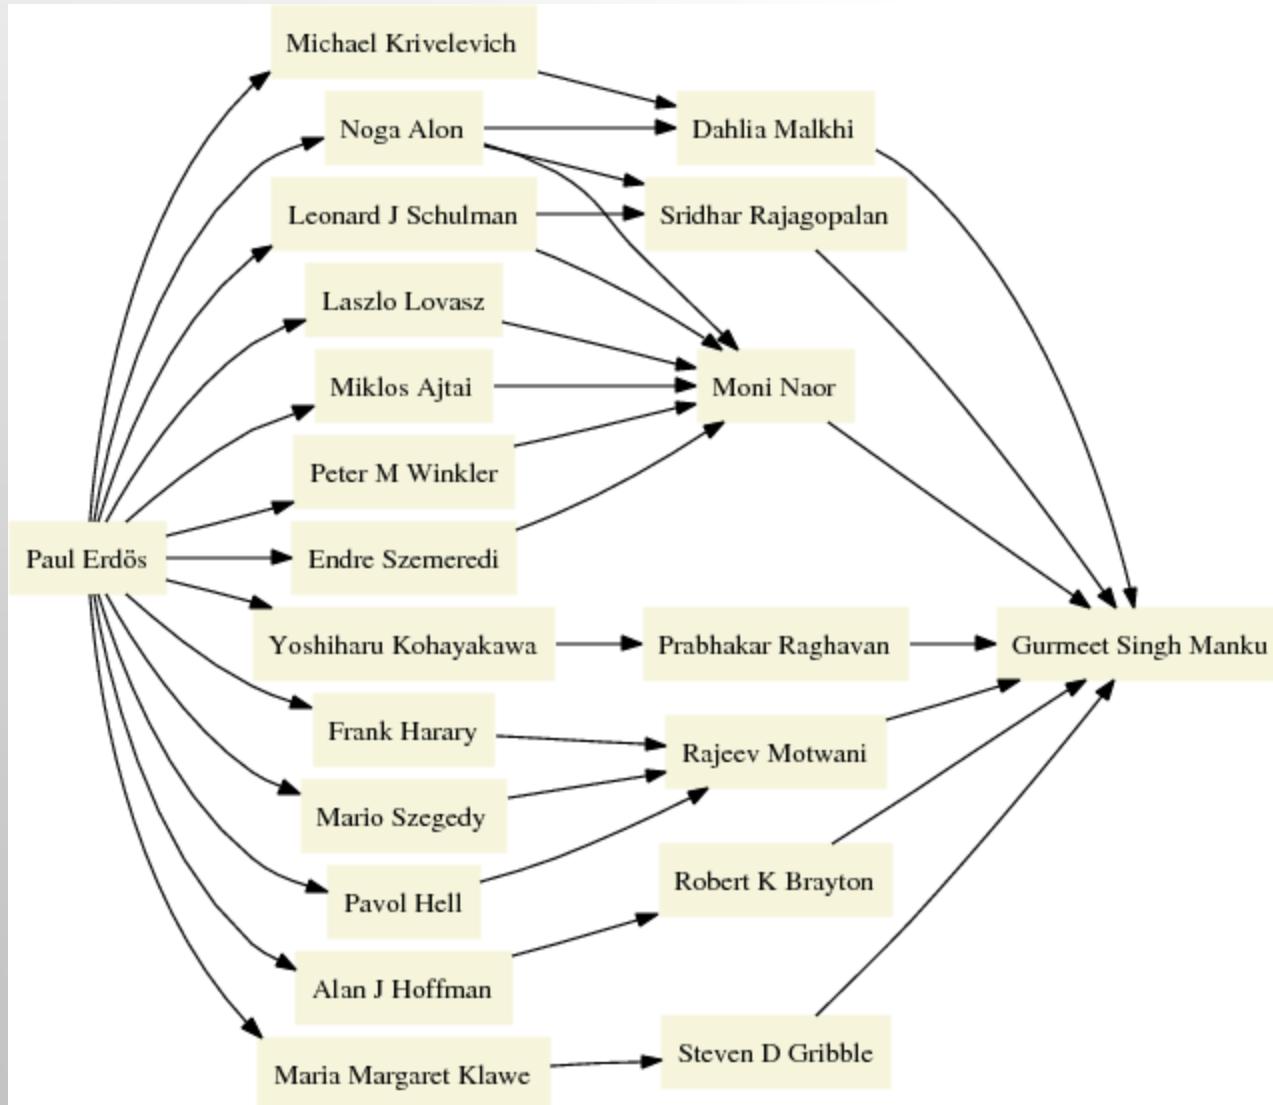 Michael Krivelevich
Noga Alon
Dahlia Malkhi
Leonard J Schulman
Sridhar Rajagopalan
Laszlo Lovasz
Miklos Ajtai
Moni Naor
Peter M Winkler
Paul Erdös
Endre Szemeredi
Yoshiharu Kohayakawa
Prabhakar Raghavan
Gurmeet Singh Manku
Frank Harary
Rajeev Motwani
Mario Szegedy
Robert K Brayton
Pavol Hell
Alan J Hoffman
Steven D Gribble
Maria Margaret Klawe